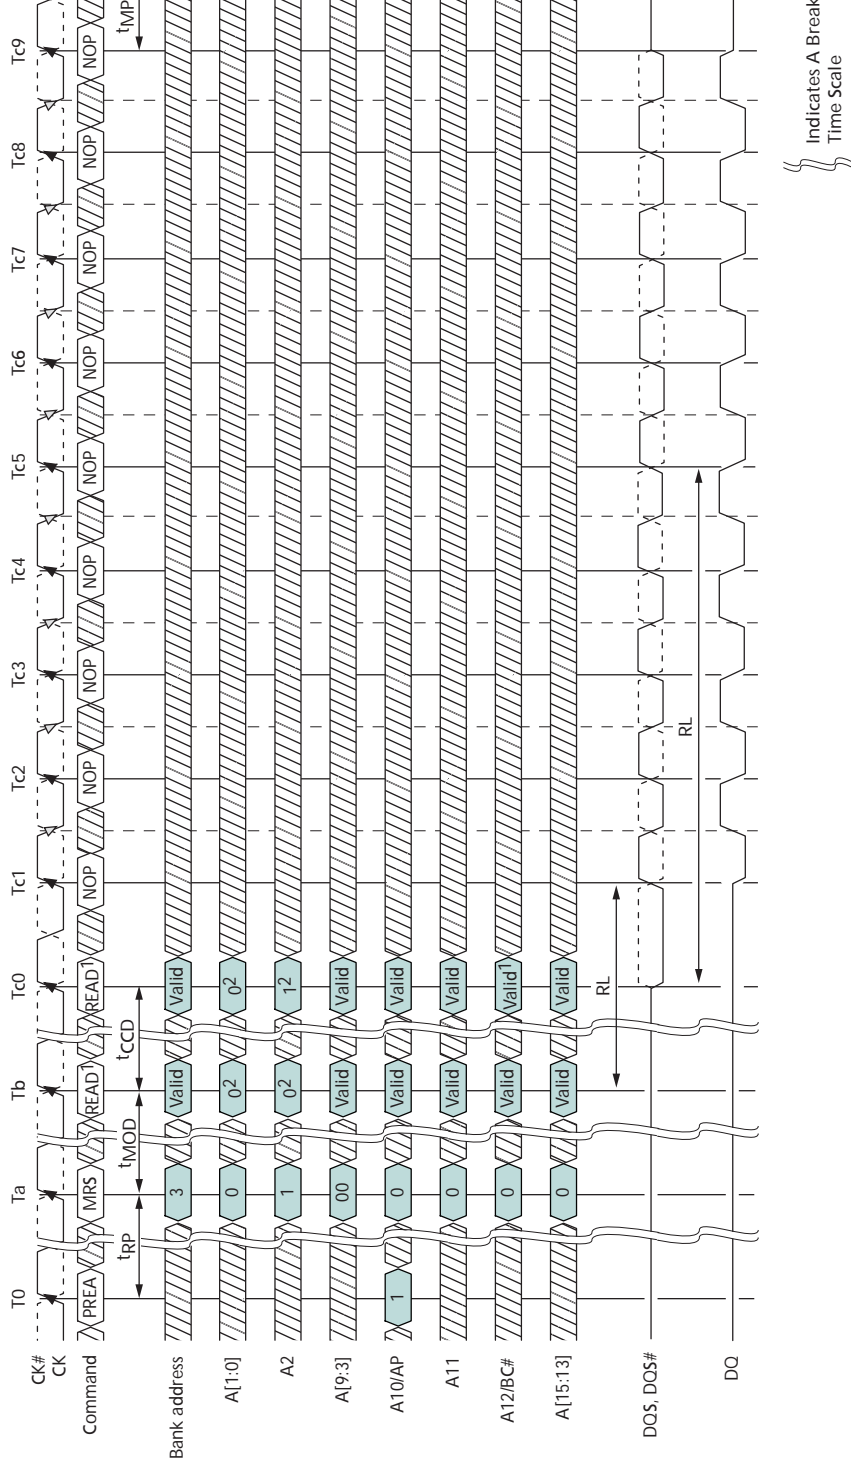 T0 Ta Tb Tc0 Tc1 Tc2 Tc3 Tc4 Tc5 Tc6 Tc7 Tc8 Tc9
CK#
CK
Command PREA MRS READ1 READ1 NOP NOP NOP NOP NOP NOP NOP NOP NOP
tRP tMOD tCCD tMP
Bank address 3 Valid Valid
A[1:0] 0 02 02
A2 1 02 12
A[9:3] 00 Valid Valid
A10/AP 1 0 Valid Valid
A11 0 Valid Valid
A12/BC# 0 Valid Valid1
A[15:13] 0 Valid Valid
RL
DQS, DQS#
RL
DQ
Indicates A Break
Time Scale